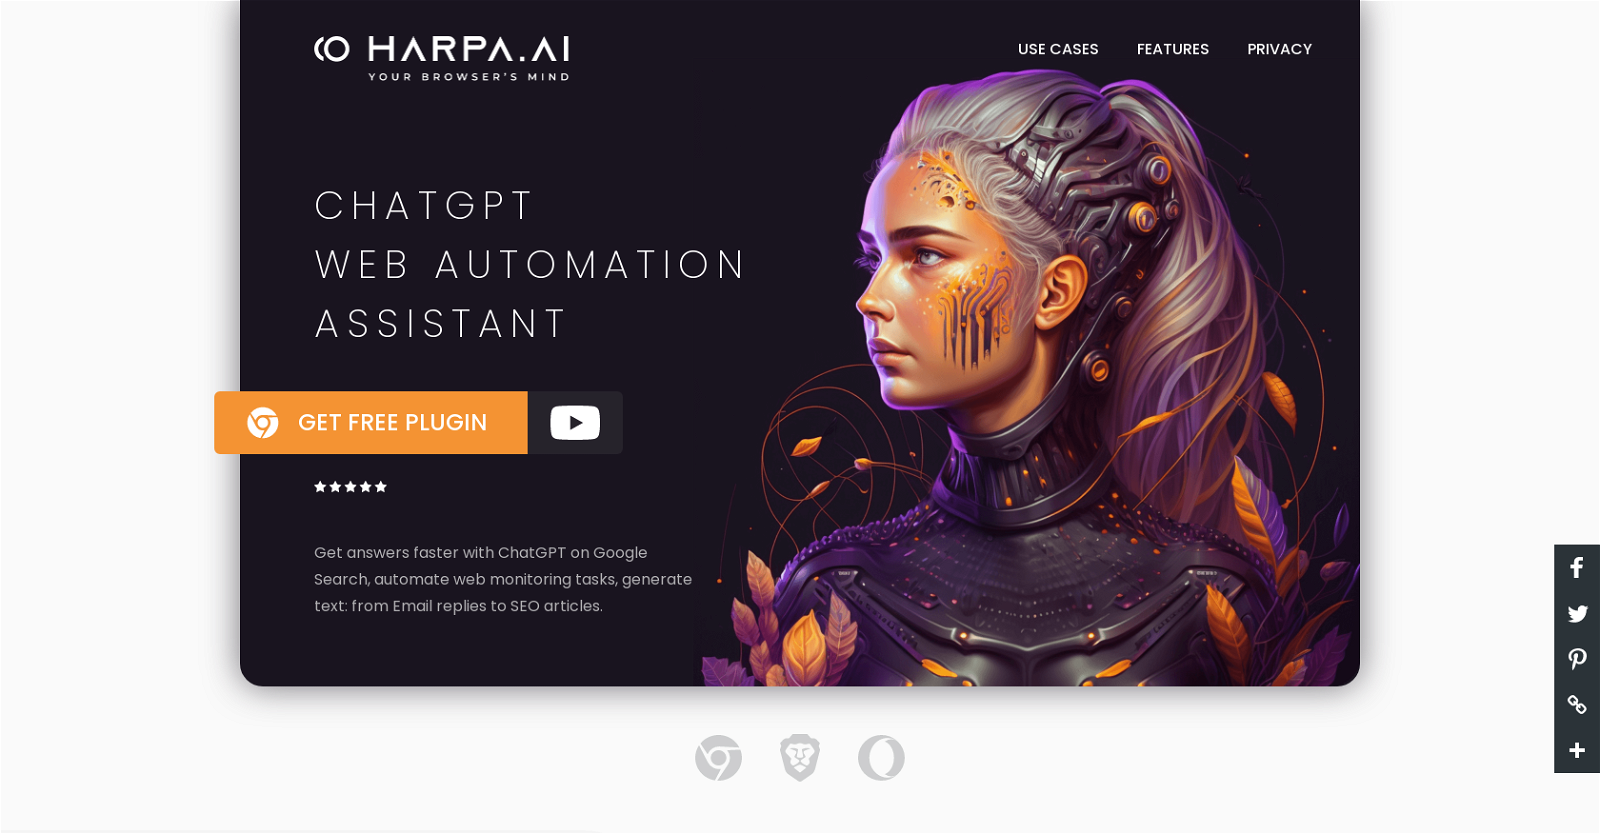 HARPA.AI
YOUR BROWSER'S MIND
USE CASES
FEATURES
PRIVACY
CHATGPT
WEB AUTOMATION
ASSISTANT
GET FREE PLUGIN
Get answers faster with ChatGPT on Google
Search, automate web monitoring tasks, generate
text: from Email replies to SEO articles.